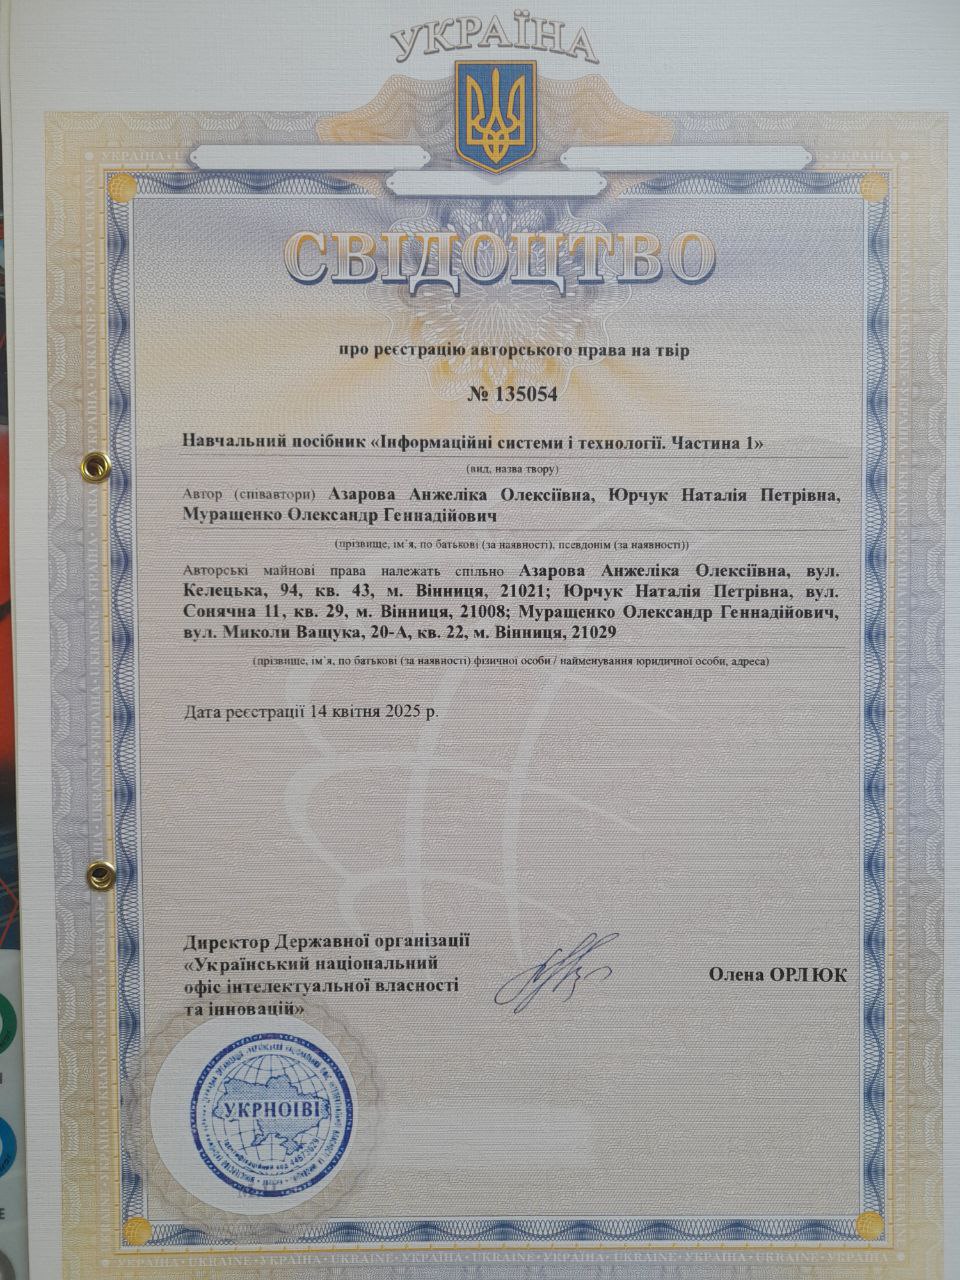 УКРАЇНА
СВІДОЦТВО
про реєстрацію авторського права на твір
№ 135054
Навчальний посібник «Інформаційні системи і технології. Частина 1»
(вид, назва твору)
Автор (співавтори) Азарова Анжеліка Олексіївна, Юрчук Наталія Петрівна,
Муращенко Олександр Геннадійович
(прізвище, ім’я, по батькові (за наявності), псевдонім (за наявності))
Авторські майнові права належать спільно Азарова Анжеліка Олексіївна, вул.
Келецька, 94, кв. 43, м. Вінниця, 21021; Юрчук Наталія Петрівна, вул.
Сонячна 11, кв. 29, м. Вінниця, 21008; Муращенко Олександр Геннадійович,
вул. Миколи Ващука, 20-А, кв. 22, м. Вінниця, 21029
(прізвище, ім’я, по батькові (за наявності) фізичної особи / найменування юридичної особи, адреса)
Дата реєстрації 14 квітня 2025 р.
Директор Державної організації
«Український національний
офіс інтелектуальної власності
та інновацій»
Олена ОРЛЮК
УКРНОІВІ